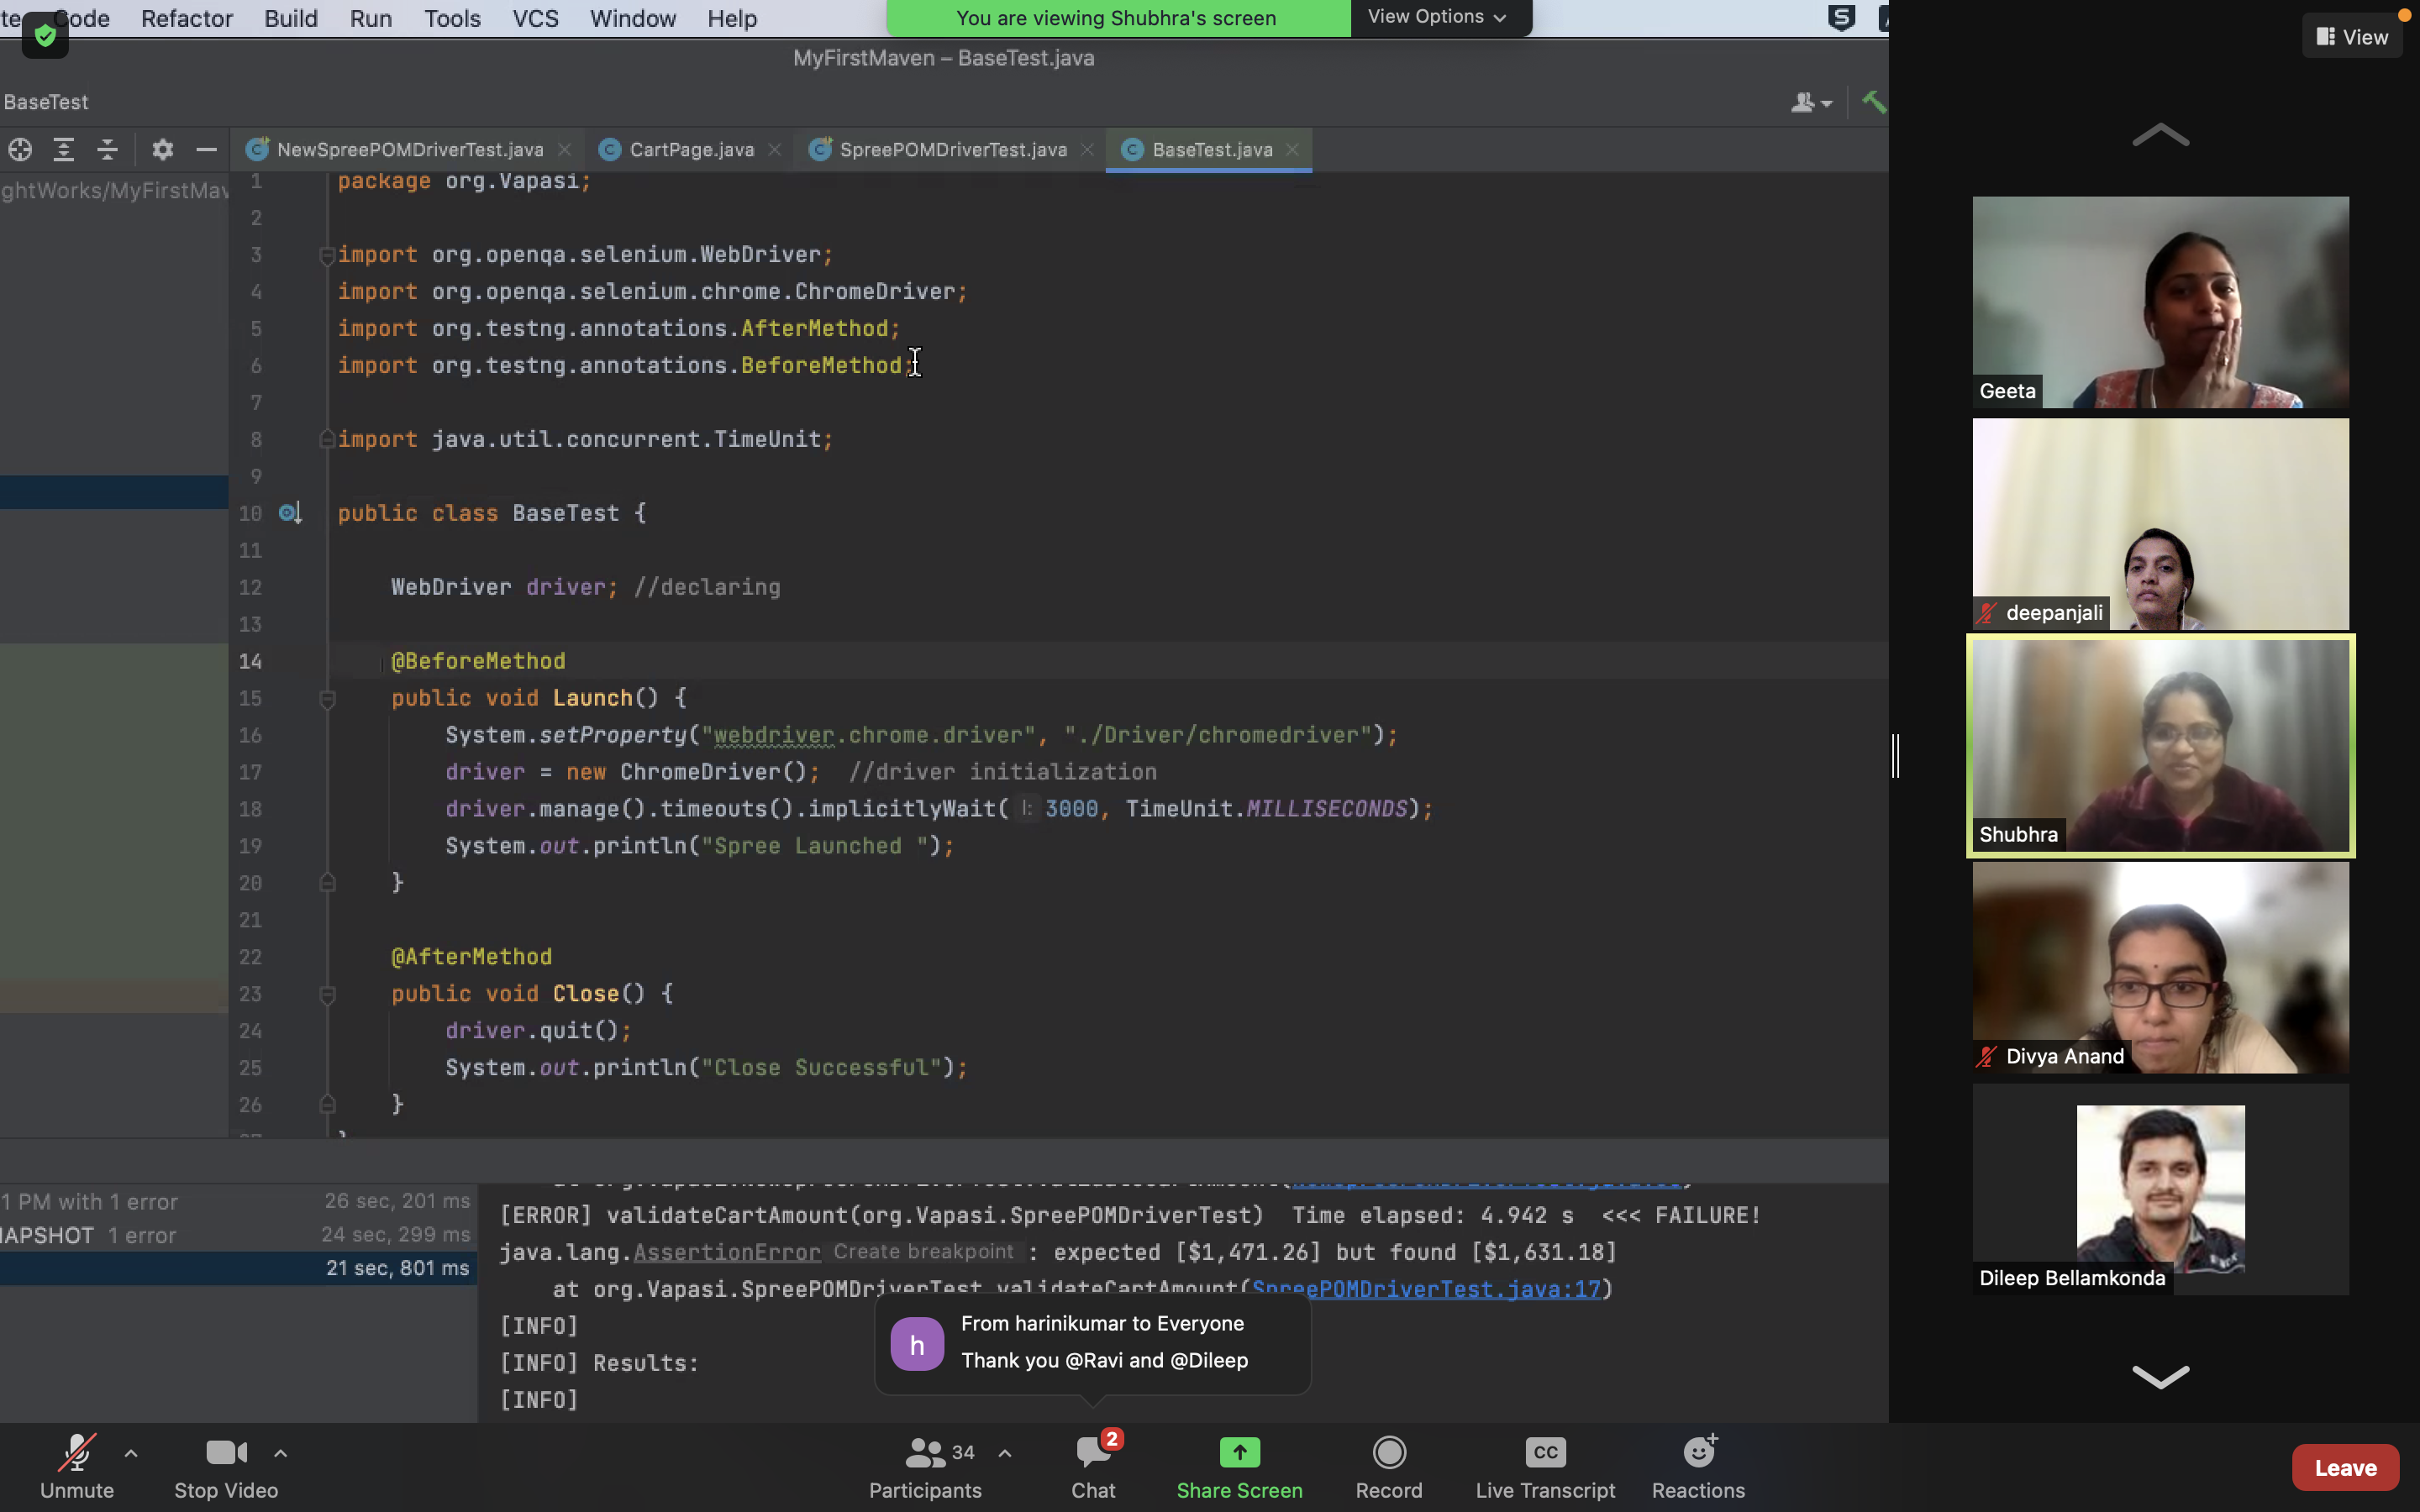 te Code Refactor Build Run Tools VCS Window Help
You are viewing Shubhra's screen View Options
View
MyFirstMaven – BaseTest.java
BaseTest
NewSpreePOMDriverTest.java CartPage.java SpreePOMDriverTest.java BaseTest.java
ghtWorks/MyFirstMav
1 package org.Vapasi;
2
3 import org.openqa.selenium.WebDriver;
4 import org.openqa.selenium.chrome.ChromeDriver;
5 import org.testng.annotations.AfterMethod;
6 import org.testng.annotations.BeforeMethod;
7
8 import java.util.concurrent.TimeUnit;
9
10 public class BaseTest {
11
12 WebDriver driver; //declaring
13
14 @BeforeMethod
15 public void Launch() {
16 System.setProperty("webdriver.chrome.driver", "./Driver/chromedriver");
17 driver = new ChromeDriver(); //driver initialization
18 driver.manage().timeouts().implicitlyWait( l: 3000, TimeUnit.MILLISECONDS);
19 System.out.println("Spree Launched ");
20 }
21
22 @AfterMethod
23 public void Close() {
24 driver.quit();
25 System.out.println("Close Successful");
26 }
1 PM with 1 error 26 sec, 201 ms
APSHOT 1 error 24 sec, 299 ms
21 sec, 801 ms
[ERROR] validateCartAmount(org.Vapasi.SpreePOMDriverTest) Time elapsed: 4.942 s <<< FAILURE!
java.lang.AssertionError Create breakpoint : expected [$1,471.26] but found [$1,631.18]
at org.Vapasi.SpreePOMDriverTest.validateCartAmount(SpreePOMDriverTest.java:17)
[INFO]
[INFO] Results:
[INFO]
h
From harinikumar to Everyone
Thank you @Ravi and @Dileep
Geeta
deepanjali
Shubhra
Divya Anand
Dileep Bellamkonda
Unmute
Stop Video
34
Participants
2
Chat
Share Screen
Record
CC
Live Transcript
Reactions
Leave